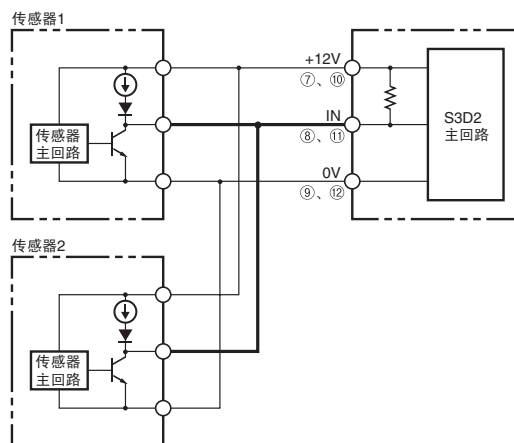 传感器1
+12V
⑦、⑩
传感器
主回路
IN
⑧、⑪
S3D2
主回路
0V
⑨、⑫
传感器2
传感器
主回路